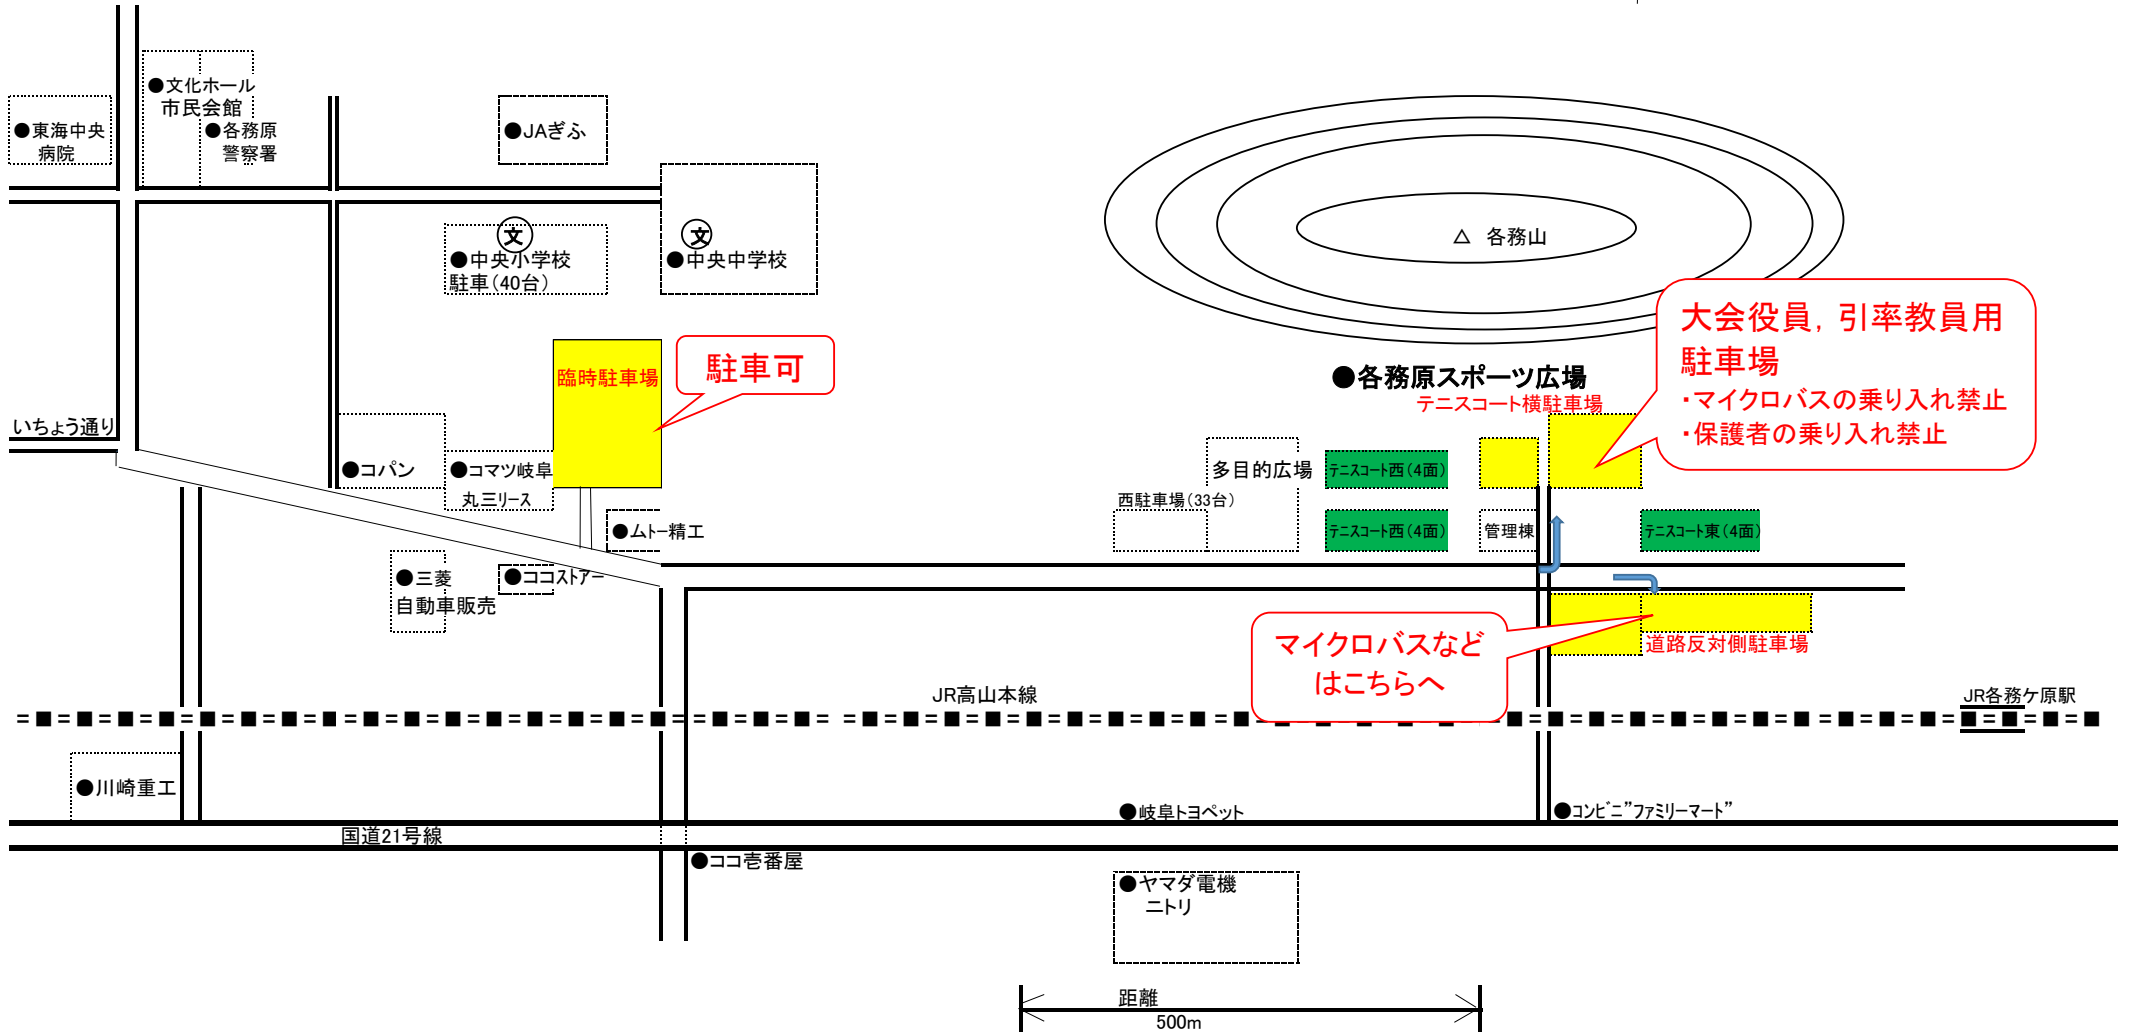 ●文化ホール
市民会館
●東海中央
病院
●各務原
警察署
●JAぎふ
文
●中央小学校
駐車(40台)
文
●中央中学校
△ 各務山
臨時駐車場
駐車可
大会役員, 引率教員用
駐車場
・マイクロバスの乗り入れ禁止
・保護者の乗り入れ禁止
●各務原スポーツ広場
テニスコート横駐車場
いちょう通り
●コパン
●コマツ岐阜
丸三リース
多目的広場
テニスコート西(4面)
西駐車場(33台)
●ムトー精工
テニスコート西(4面)
管理棟
テニスコート東(4面)
●三菱
自動車販売
●ココストアー
マイクロバスなど
はこちらへ
道路反対側駐車場
JR高山本線
JR各務ケ原駅
●川崎重工
●岐阜トヨペット
●コンビニ”ファミリーマート”
国道21号線
●ココ壱番屋
●ヤマダ電機
ニトリ
距離
500m